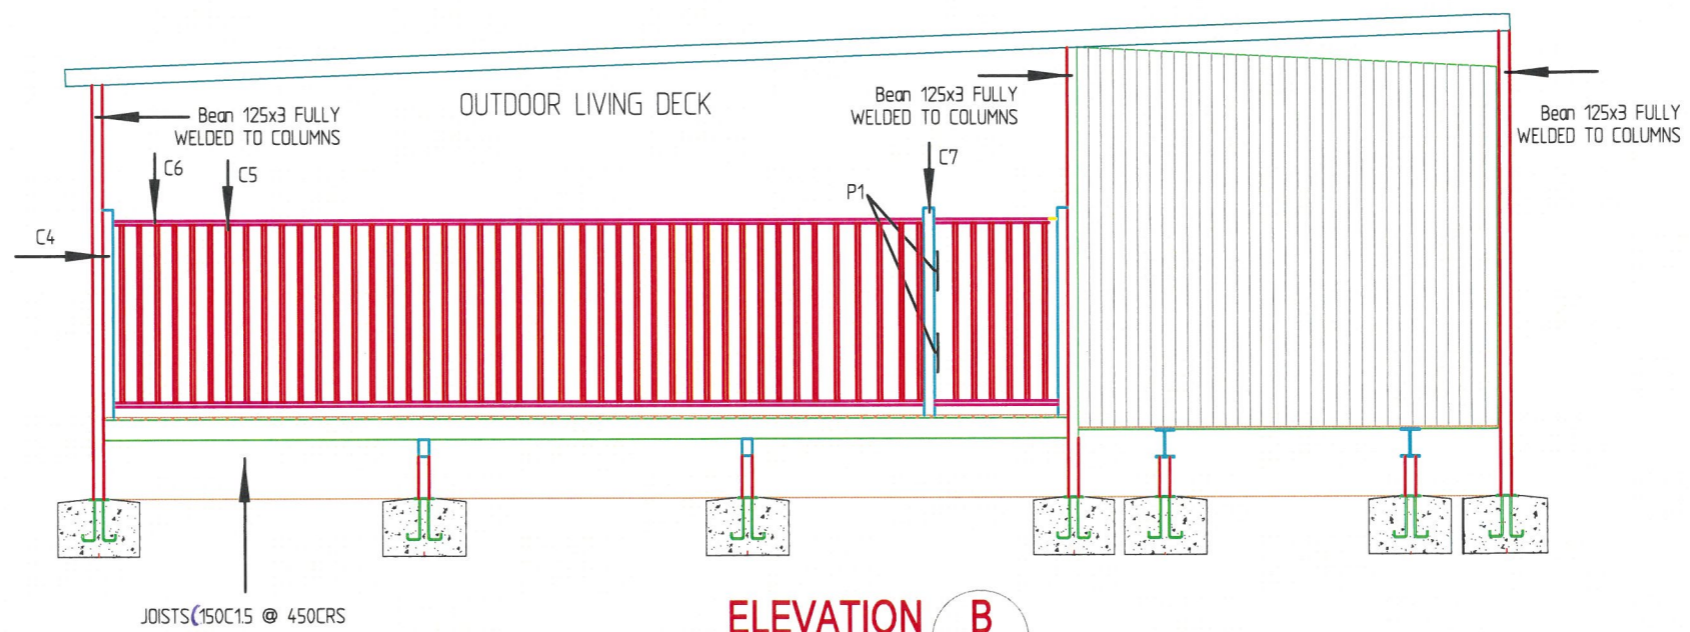 OUTDOOR LIVING DECK
Bean 125x3 FULLY
WELDED TO COLUMNS
Bean 125x3 FULLY
WELDED TO COLUMNS
Bean 125x3 FULLY
WELDED TO COLUMNS
C6
C5
C7
P1
C4
JOISTS(150C1.5 @ 450CRS
ELEVATION B